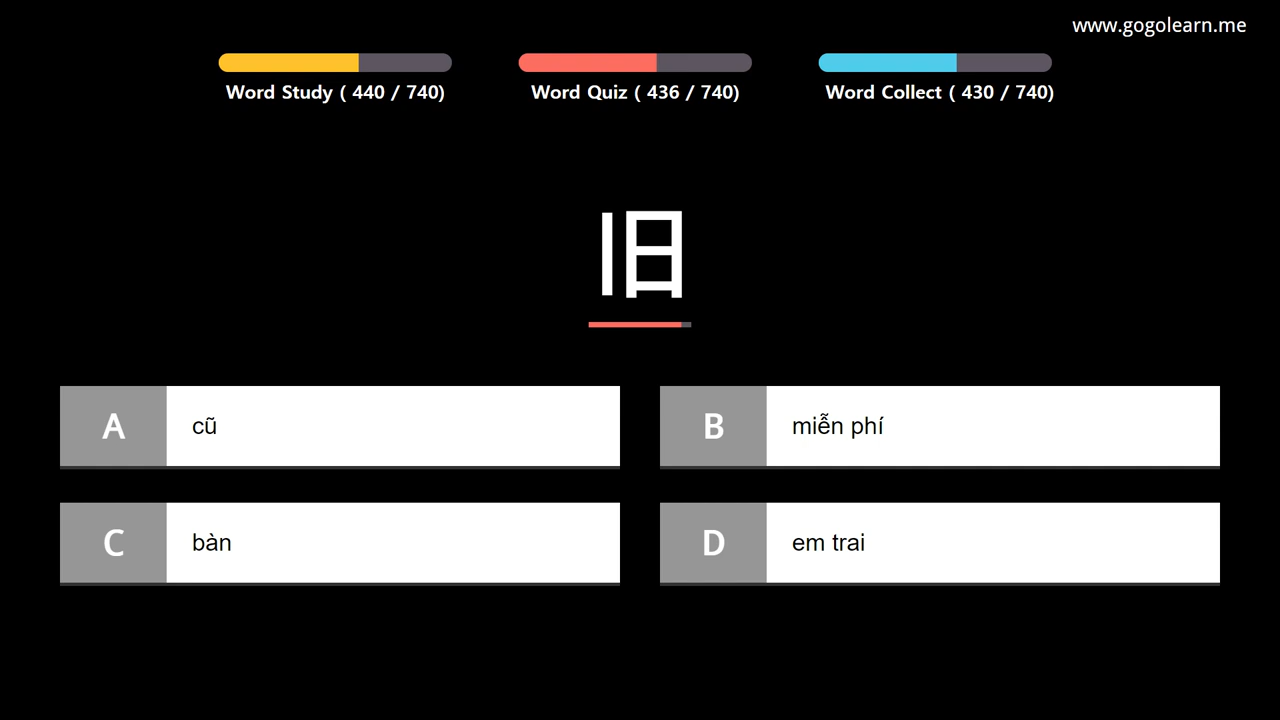 www.gogolearn.me
Word Study ( 440 / 740)
Word Quiz ( 436 / 740)
Word Collect ( 430 / 740)
旧
A cũ
B miễn phí
C bàn
D em trai